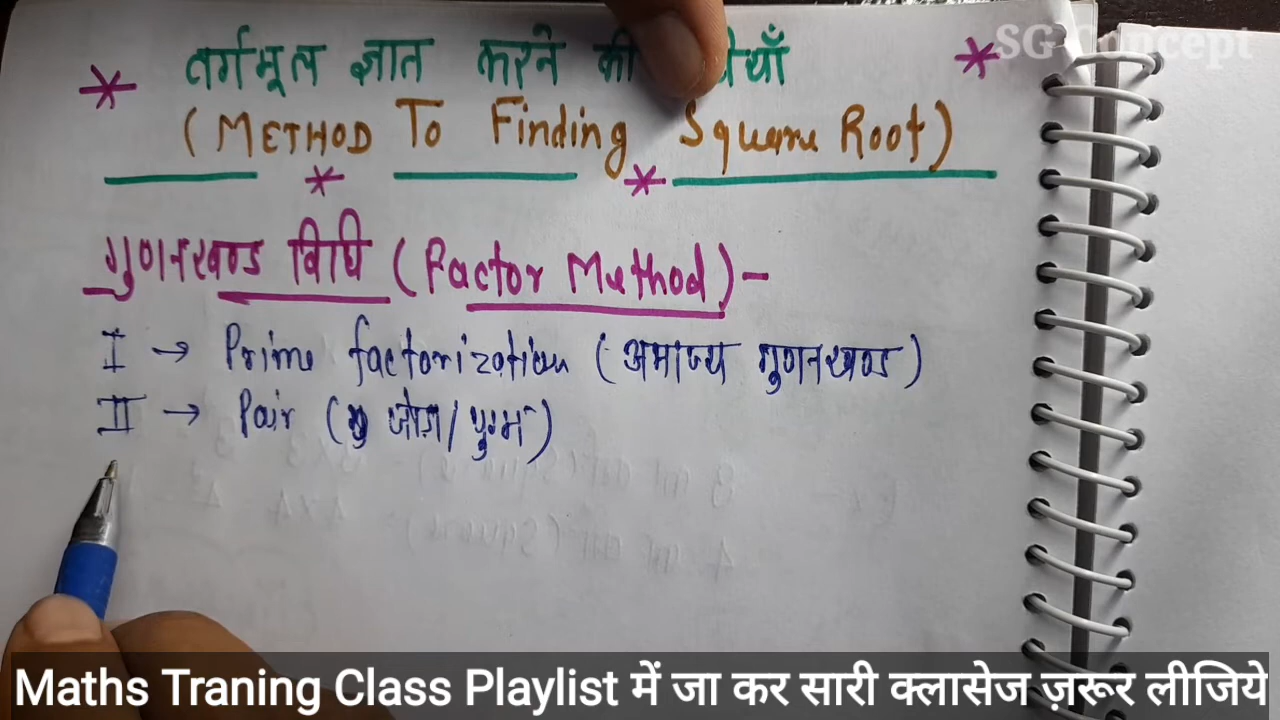 SG Concept
* वर्गमूल ज्ञात करने की *
(METHOD To Finding Square Root)
* *
गुणनखण्ड विधि (Factor Method) -
I → Prime factorization (अभाज्य गुणनखण्ड)
II → Pair (जोड़ा/युग्म)
Maths Traning Class Playlist में जा कर सारी क्लासेज ज़रूर लीजिये